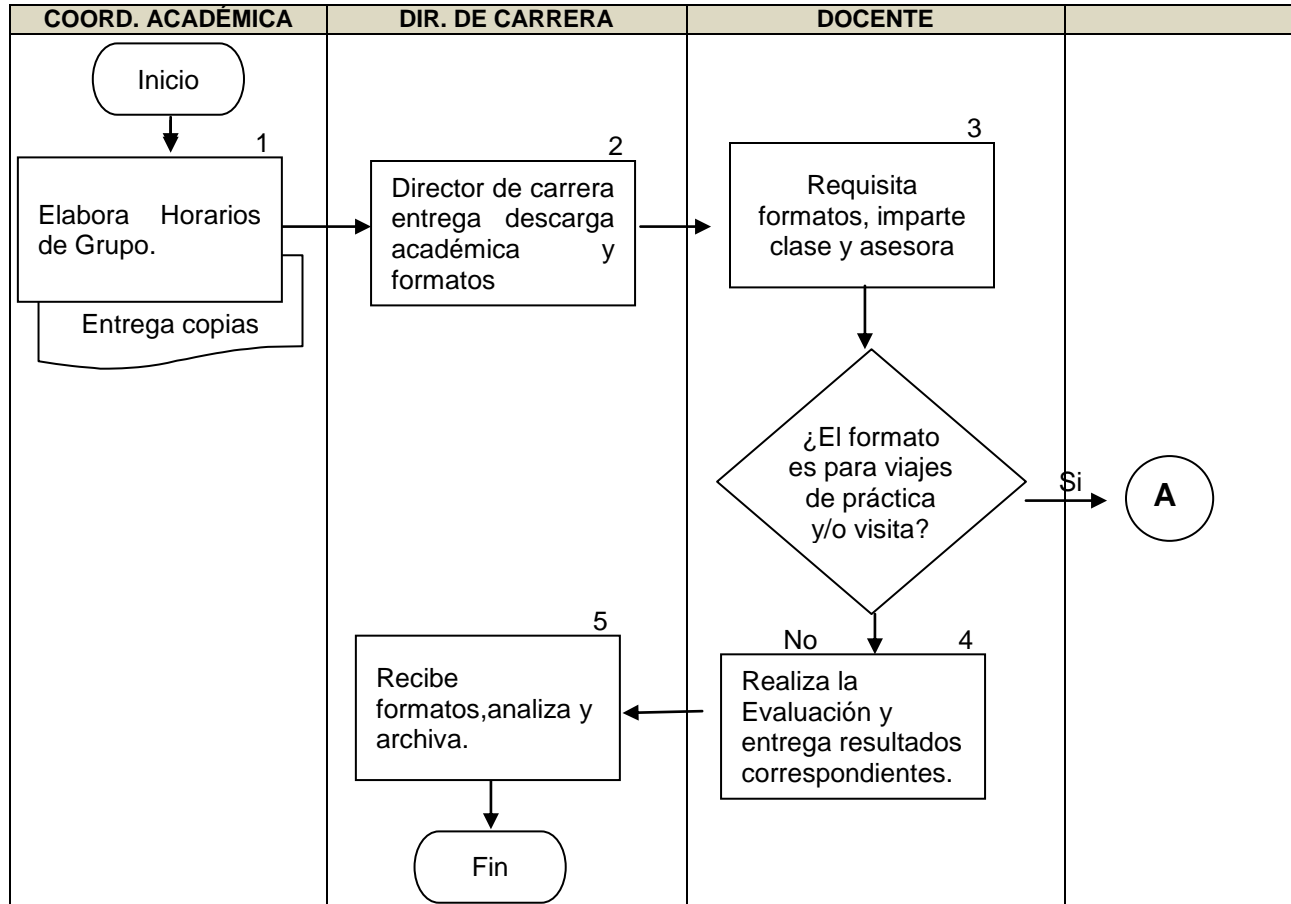 COORD. ACADÉMICA
DIR. DE CARRERA
DOCENTE
Inicio
1
Elabora Horarios
de Grupo.
Entrega copias
2
Director de carrera
entrega descarga
académica y
formatos
3
Requisita
formatos, imparte
clase y asesora
¿El formato
es para viajes
de práctica
y/o visita?
Si
A
No
4
Realiza la
Evaluación y
entrega resultados
correspondientes.
5
Recibe
formatos,analiza y
archiva.
Fin